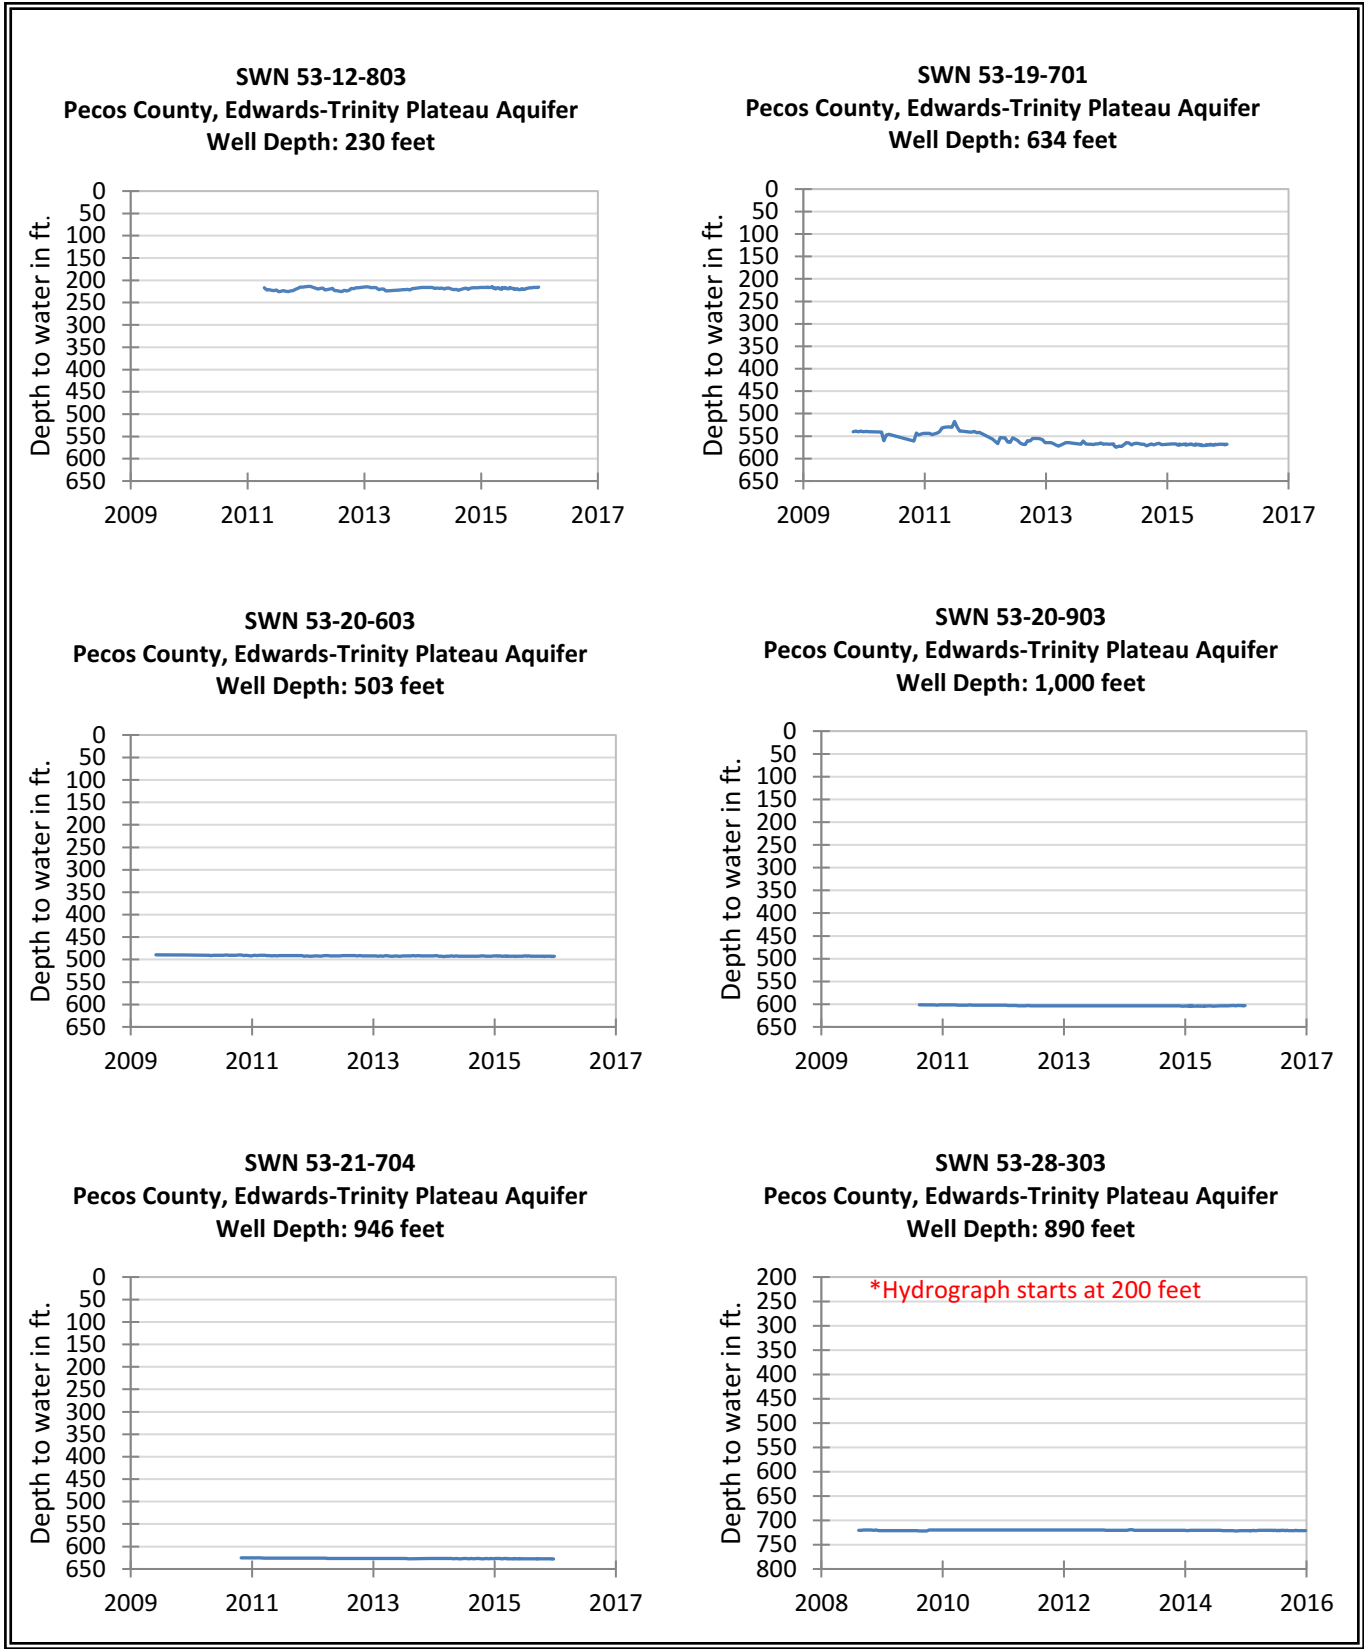 SWN 53-12-803
Pecos County, Edwards-Trinity Plateau Aquifer
Well Depth: 230 feet
Depth to water in ft.
0
50
100
150
200
250
300
350
400
450
500
550
600
650
2009 2011 2013 2015 2017
SWN 53-19-701
Pecos County, Edwards-Trinity Plateau Aquifer
Well Depth: 634 feet
Depth to water in ft.
0
50
100
150
200
250
300
350
400
450
500
550
600
650
2009 2011 2013 2015 2017
SWN 53-20-603
Pecos County, Edwards-Trinity Plateau Aquifer
Well Depth: 503 feet
Depth to water in ft.
0
50
100
150
200
250
300
350
400
450
500
550
600
650
2009 2011 2013 2015 2017
SWN 53-20-903
Pecos County, Edwards-Trinity Plateau Aquifer
Well Depth: 1,000 feet
Depth to water in ft.
0
50
100
150
200
250
300
350
400
450
500
550
600
650
2009 2011 2013 2015 2017
SWN 53-21-704
Pecos County, Edwards-Trinity Plateau Aquifer
Well Depth: 946 feet
Depth to water in ft.
0
50
100
150
200
250
300
350
400
450
500
550
600
650
2009 2011 2013 2015 2017
SWN 53-28-303
Pecos County, Edwards-Trinity Plateau Aquifer
Well Depth: 890 feet
*Hydrograph starts at 200 feet
Depth to water in ft.
200
250
300
350
400
450
500
550
600
650
700
750
800
2008 2010 2012 2014 2016